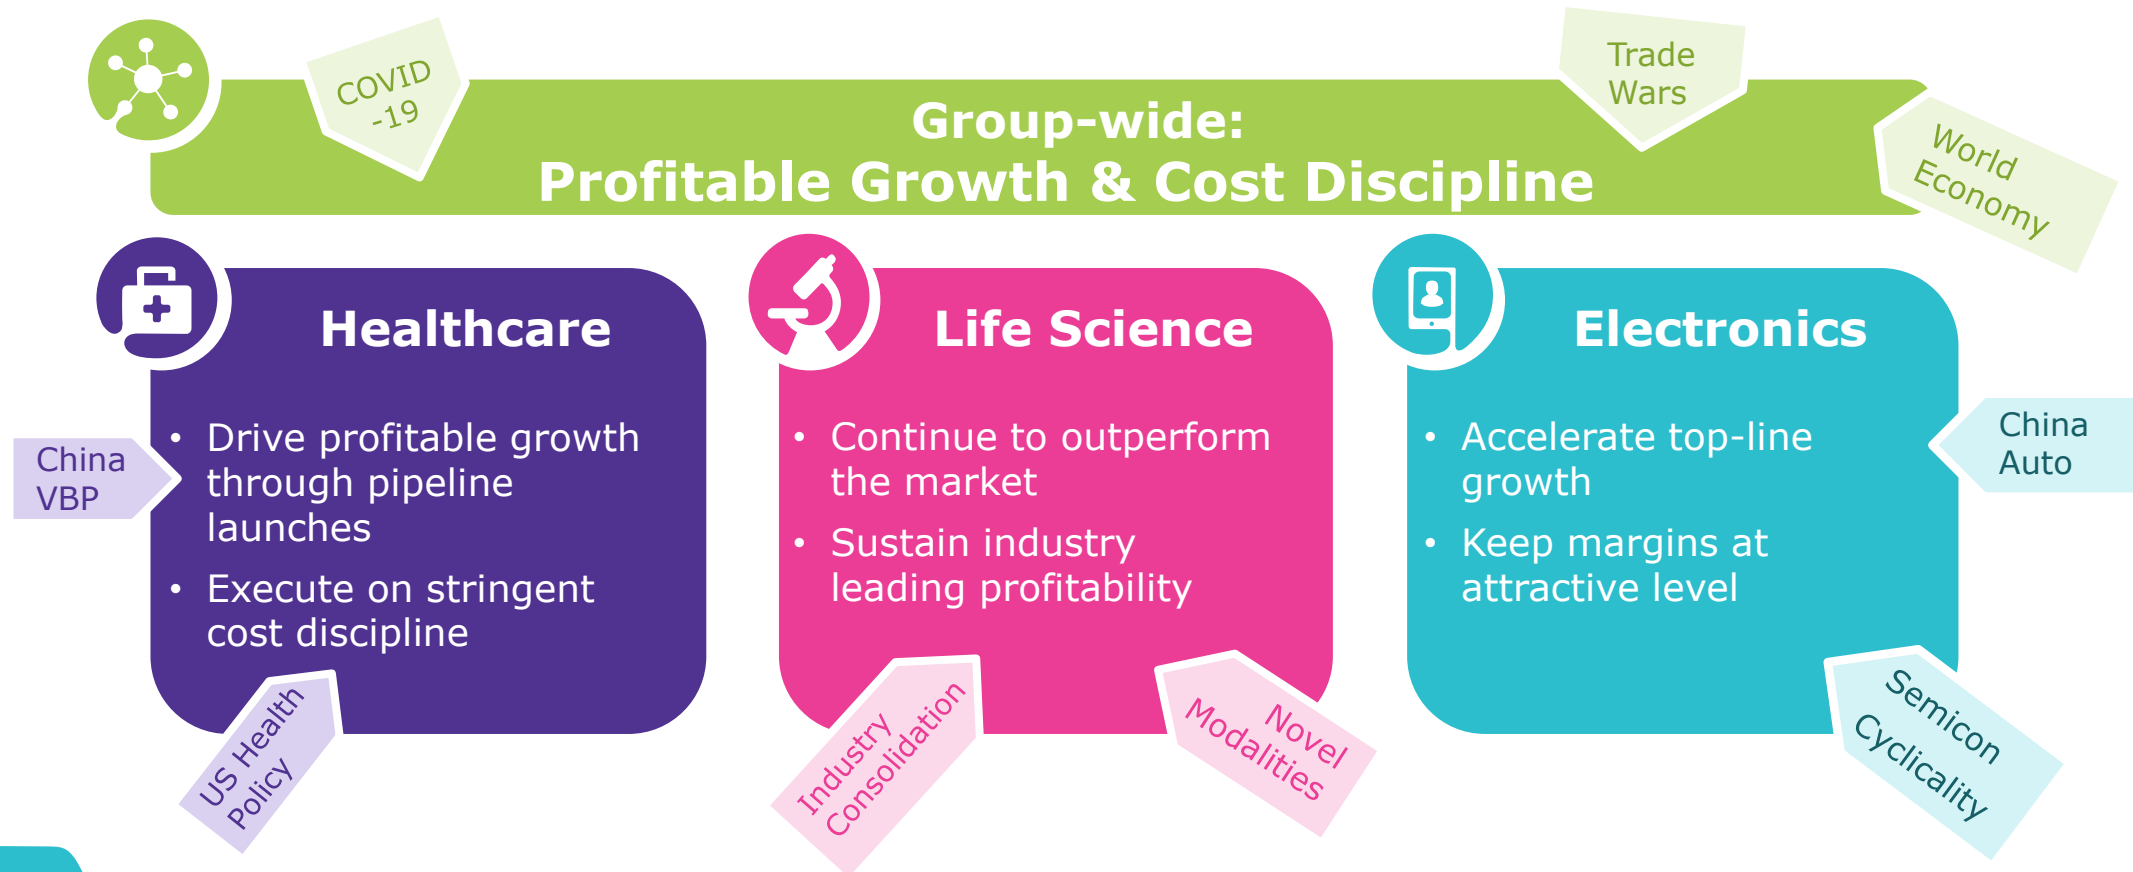 COVID
-19
Trade
Wars
Group-wide:
Profitable Growth & Cost Discipline
World
Economy
Healthcare
• Drive profitable growth
through pipeline
launches
• Execute on stringent
cost discipline
China
VBP
US Health
Policy
Life Science
• Continue to outperform
the market
• Sustain industry
leading profitability
Industry
Consolidation
Novel
Modalities
Electronics
• Accelerate top-line
growth
• Keep margins at
attractive level
China
Auto
Semicon
Cyclicality